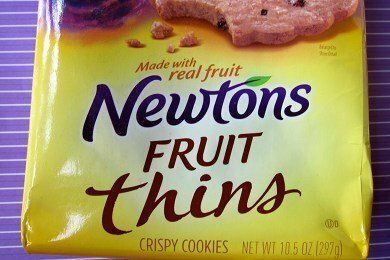 Made with
real fruit
Newtons
FRUIT
thins
CRISPY COOKIES NET WT 10.5 OZ (297g)